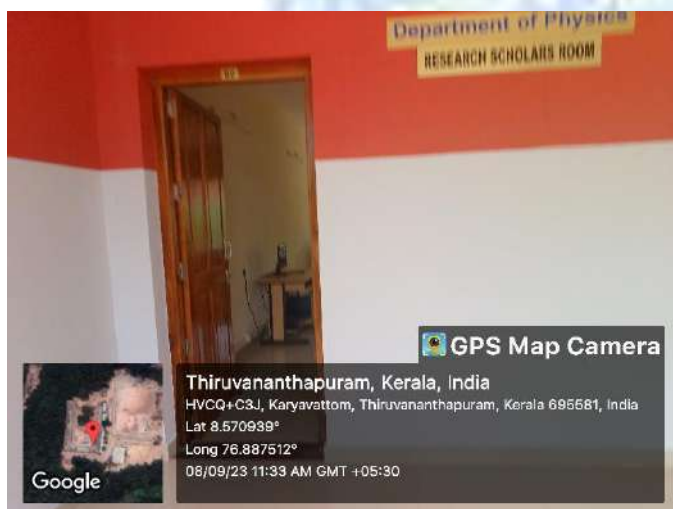 Department of Physics
RESEARCH SCHOLARS ROOM
GPS Map Camera
Thiruvananthapuram, Kerala, India
HVCQ+C3J, Karyavattom, Thiruvananthapuram, Kerala 695581, India
Lat 8.570939°
Long 76.887512°
08/09/23 11:33 AM GMT +05:30
Google